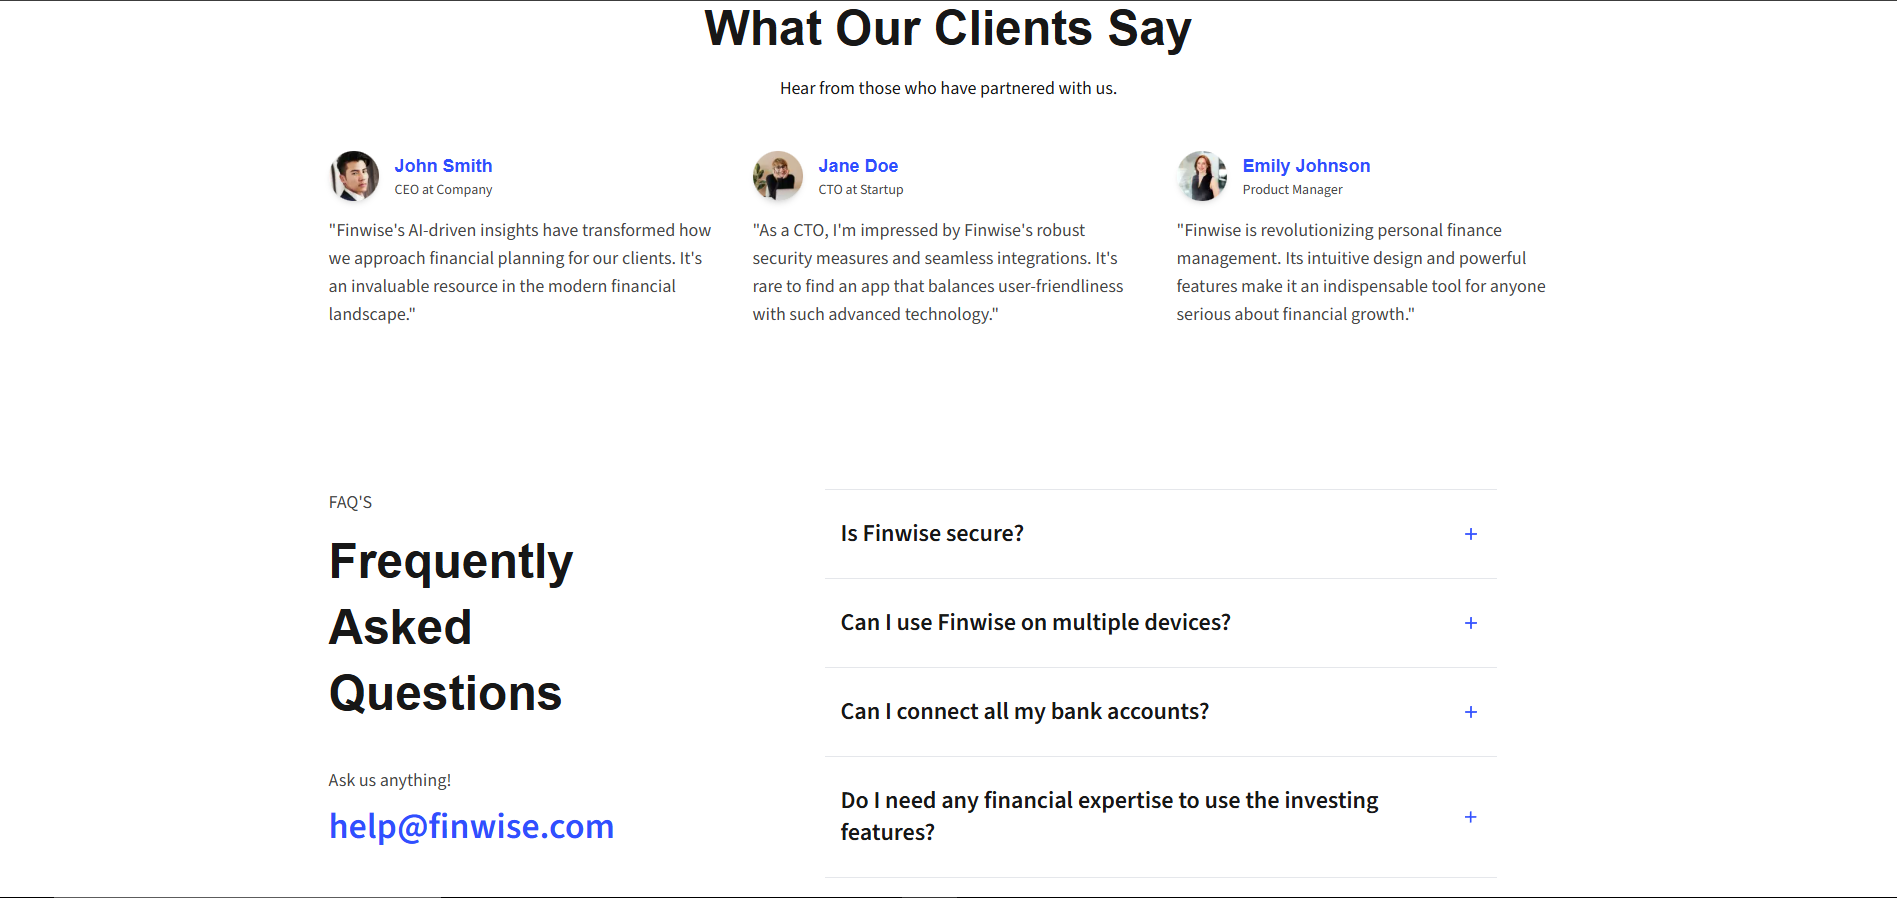 What Our Clients Say
Hear from those who have partnered with us.
John Smith
CEO at Company
"Finwise's AI-driven insights have transformed how
we approach financial planning for our clients. It's
an invaluable resource in the modern financial
landscape."
Jane Doe
CTO at Startup
"As a CTO, I'm impressed by Finwise's robust
security measures and seamless integrations. It's
rare to find an app that balances user-friendliness
with such advanced technology."
Emily Johnson
Product Manager
"Finwise is revolutionizing personal finance
management. Its intuitive design and powerful
features make it an indispensable tool for anyone
serious about financial growth."
FAQ'S
Frequently
Asked
Questions
Ask us anything!
help@finwise.com
Is Finwise secure?
+
Can I use Finwise on multiple devices?
+
Can I connect all my bank accounts?
+
Do I need any financial expertise to use the investing
features?
+